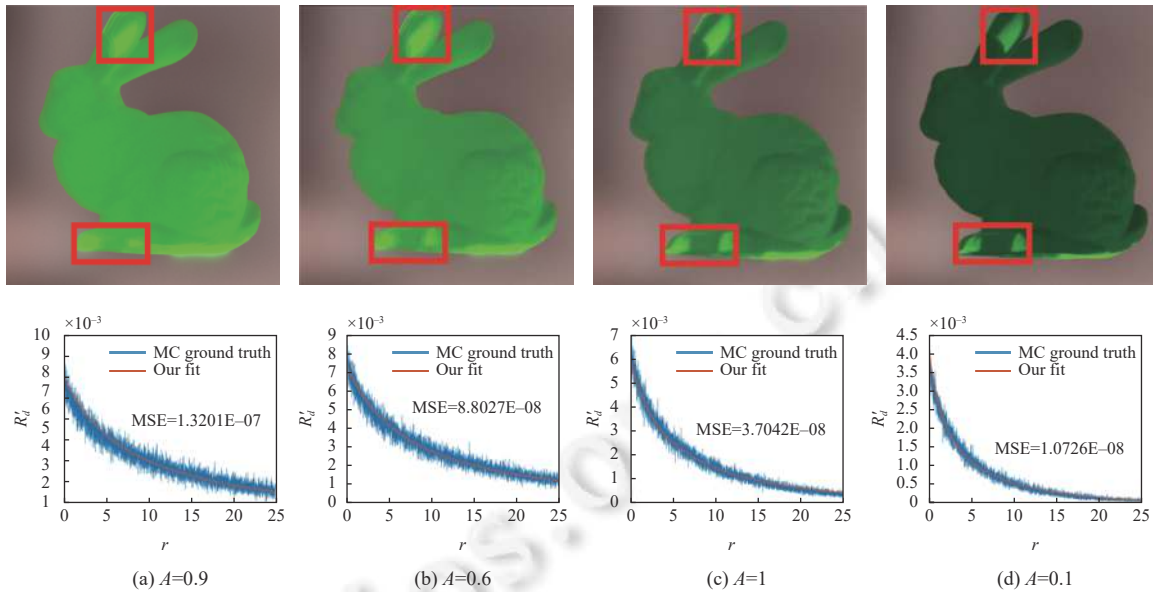 ×10⁻³
10
9
8
7
6
5
4
3
2
1
R′d
MC ground truth
Our fit
MSE=1.3201E–07
0 5 10 15 20 25
r
(a) A=0.9
×10⁻³
9
8
7
6
5
4
3
2
1
0
R′d
MC ground truth
Our fit
MSE=8.8027E–08
0 5 10 15 20 25
r
(b) A=0.6
×10⁻³
7
6
5
4
3
2
1
0
R′d
MC ground truth
Our fit
MSE=3.7042E–08
0 5 10 15 20 25
r
(c) A=1
×10⁻³
4.5
4.0
3.5
3.0
2.5
2.0
1.5
1.0
0.5
0
R′d
MC ground truth
Our fit
MSE=1.0726E–08
0 5 10 15 20 25
r
(d) A=0.1